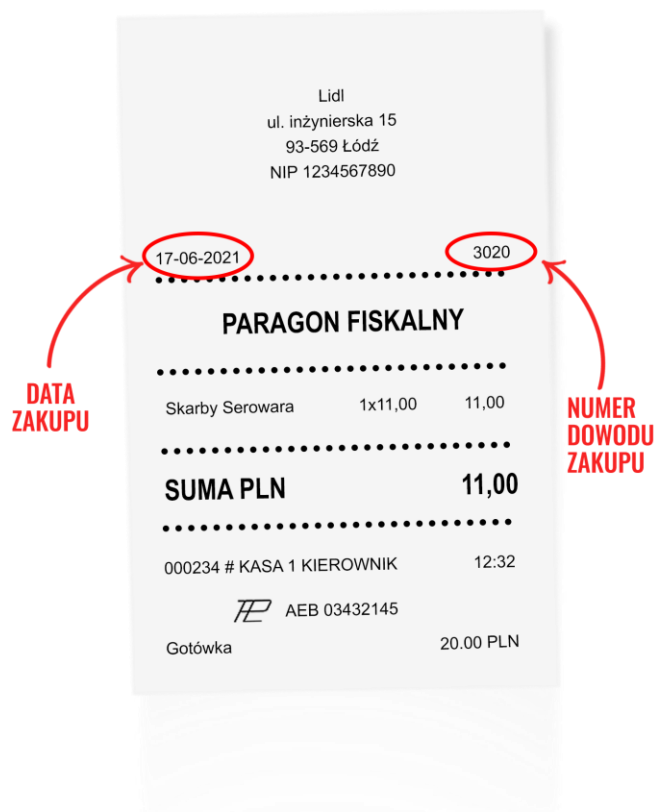 Lidl
ul. inżynierska 15
93-569 Łódź
NIP 1234567890
17-06-2021 3020
PARAGON FISKALNY
DATA
ZAKUPU
NUMER
DOWODU
ZAKUPU
Skarby Serowara 1x11,00 11,00
SUMA PLN 11,00
000234 # KASA 1 KIEROWNIK 12:32
AEB 03432145
Gotówka 20.00 PLN